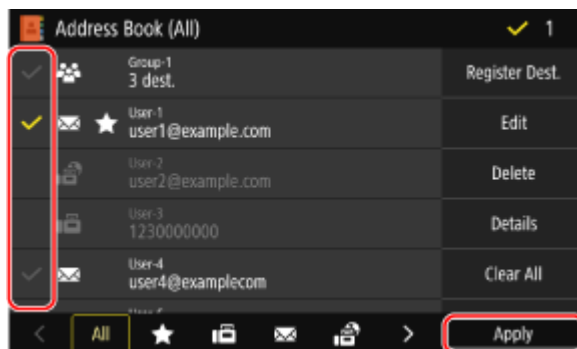 Address Book (All)
1
Group-1
3 dest.
Register Dest.
User-1
user1@example.com
Edit
User-2
user2@example.com
Delete
User-3
1230000000
Details
User-4
user4@examplecom
Clear All
All
Apply